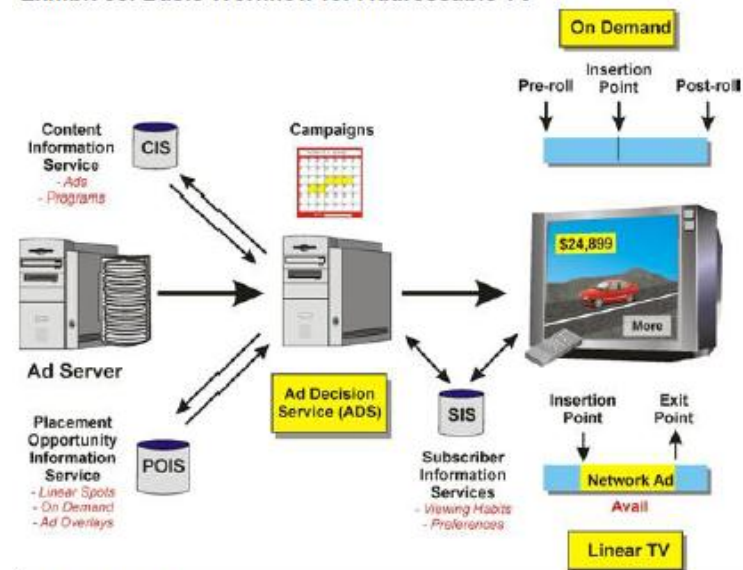 On Demand
Pre-roll
Insertion
Point
Post-roll
Content
Information
Service
- Ads
- Programs
CIS
Campaigns
$24,899
More
Ad Server
Ad Decision
Service (ADS)
Placement
Opportunity
Information
Service
- Linear Spots
- On Demand
- Ad Overlays
POIS
SIS
Subscriber
Information
Services
- Viewing Habits
- Preferences
Insertion
Point
Exit
Point
Network Ad
Avail
Linear TV